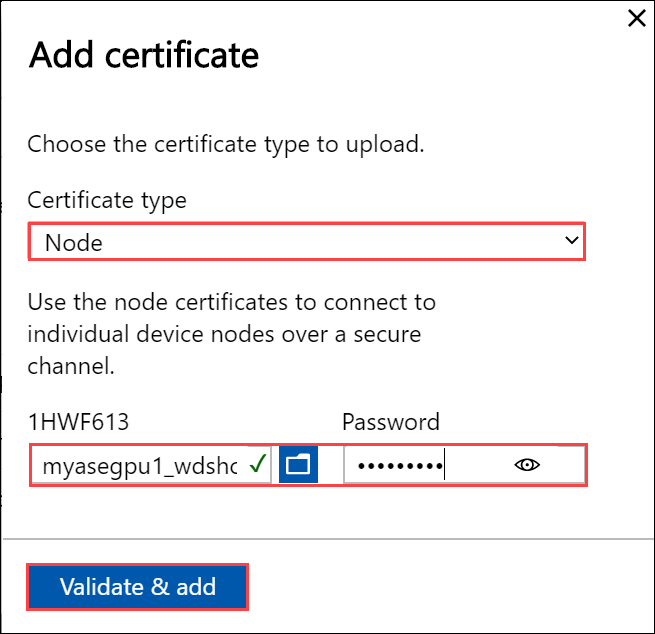 Add certificate
Choose the certificate type to upload.
Certificate type
Node
Use the node certificates to connect to
individual device nodes over a secure
channel.
1HWF613 Password
myasegpu1_wdshc •••••••••
Validate & add